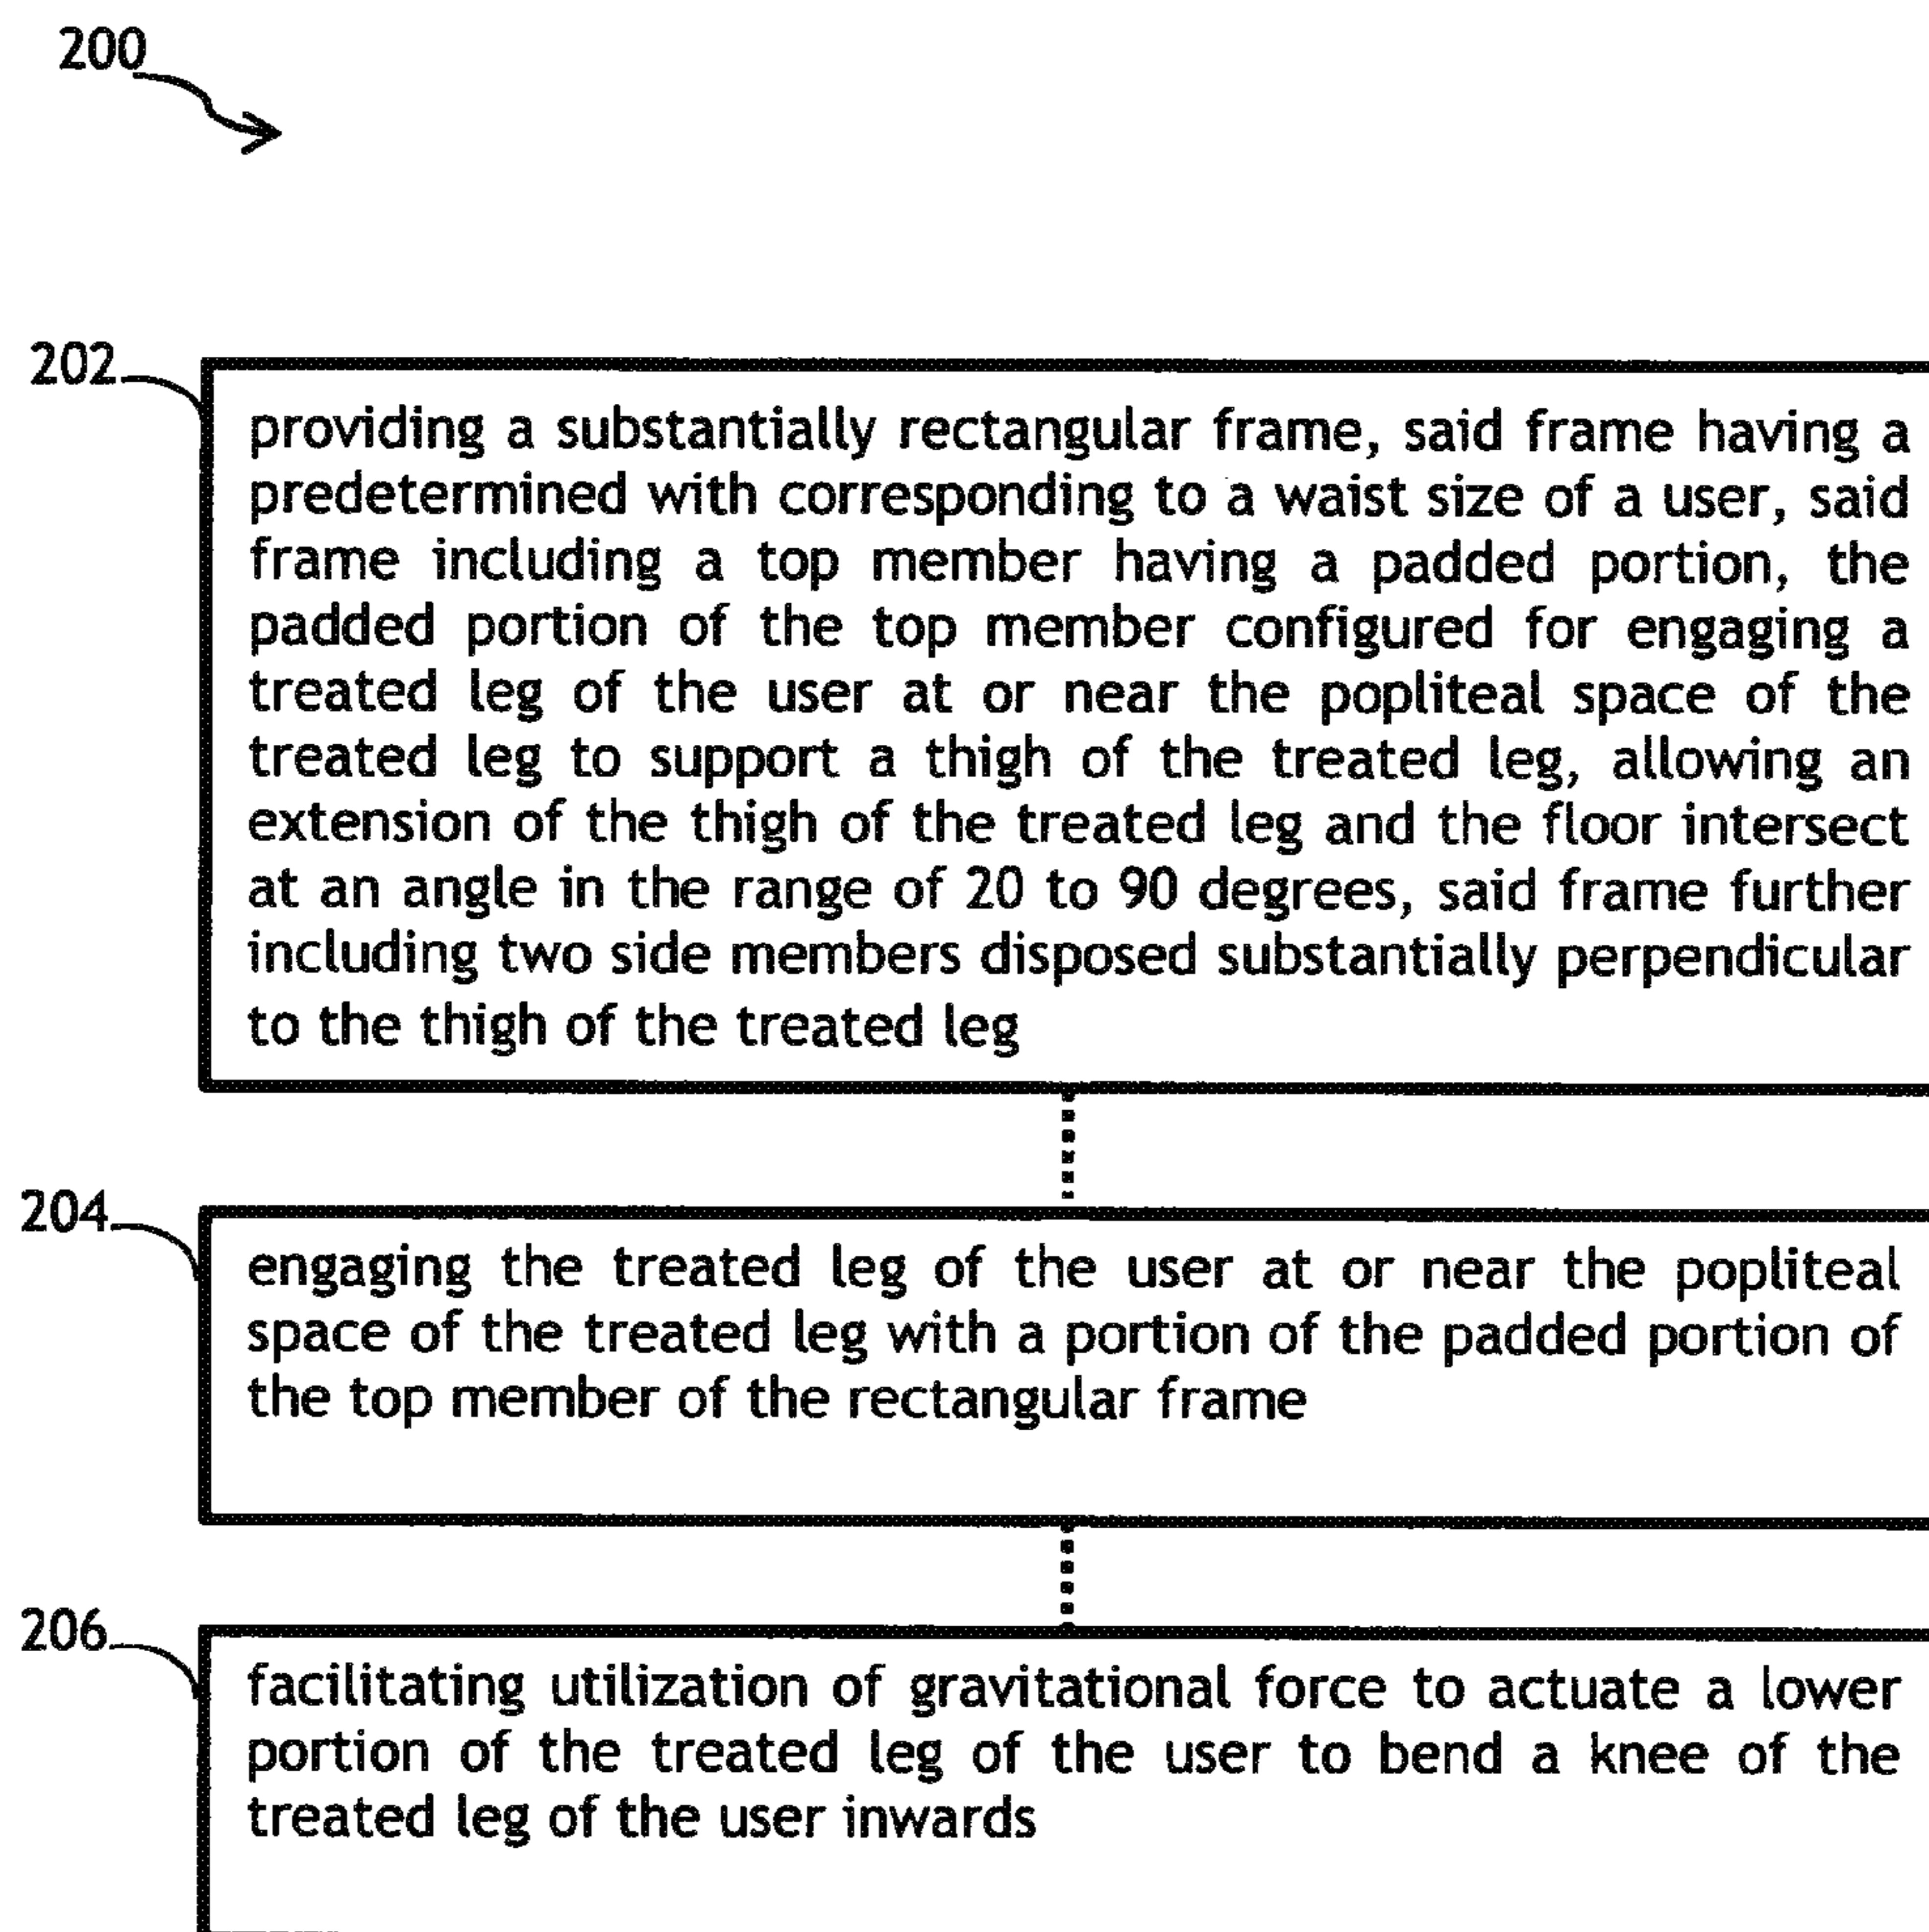 200
202
providing a substantially rectangular frame, said frame having a
predetermined with corresponding to a waist size of a user, said
frame including a top member having a padded portion, the
padded portion of the top member configured for engaging a
treated leg of the user at or near the popliteal space of the
treated leg to support a thigh of the treated leg, allowing an
extension of the thigh of the treated leg and the floor intersect
at an angle in the range of 20 to 90 degrees, said frame further
including two side members disposed substantially perpendicular
to the thigh of the treated leg
204
engaging the treated leg of the user at or near the popliteal
space of the treated leg with a portion of the padded portion of
the top member of the rectangular frame
206
facilitating utilization of gravitational force to actuate a lower
portion of the treated leg of the user to bend a knee of the
treated leg of the user inwards